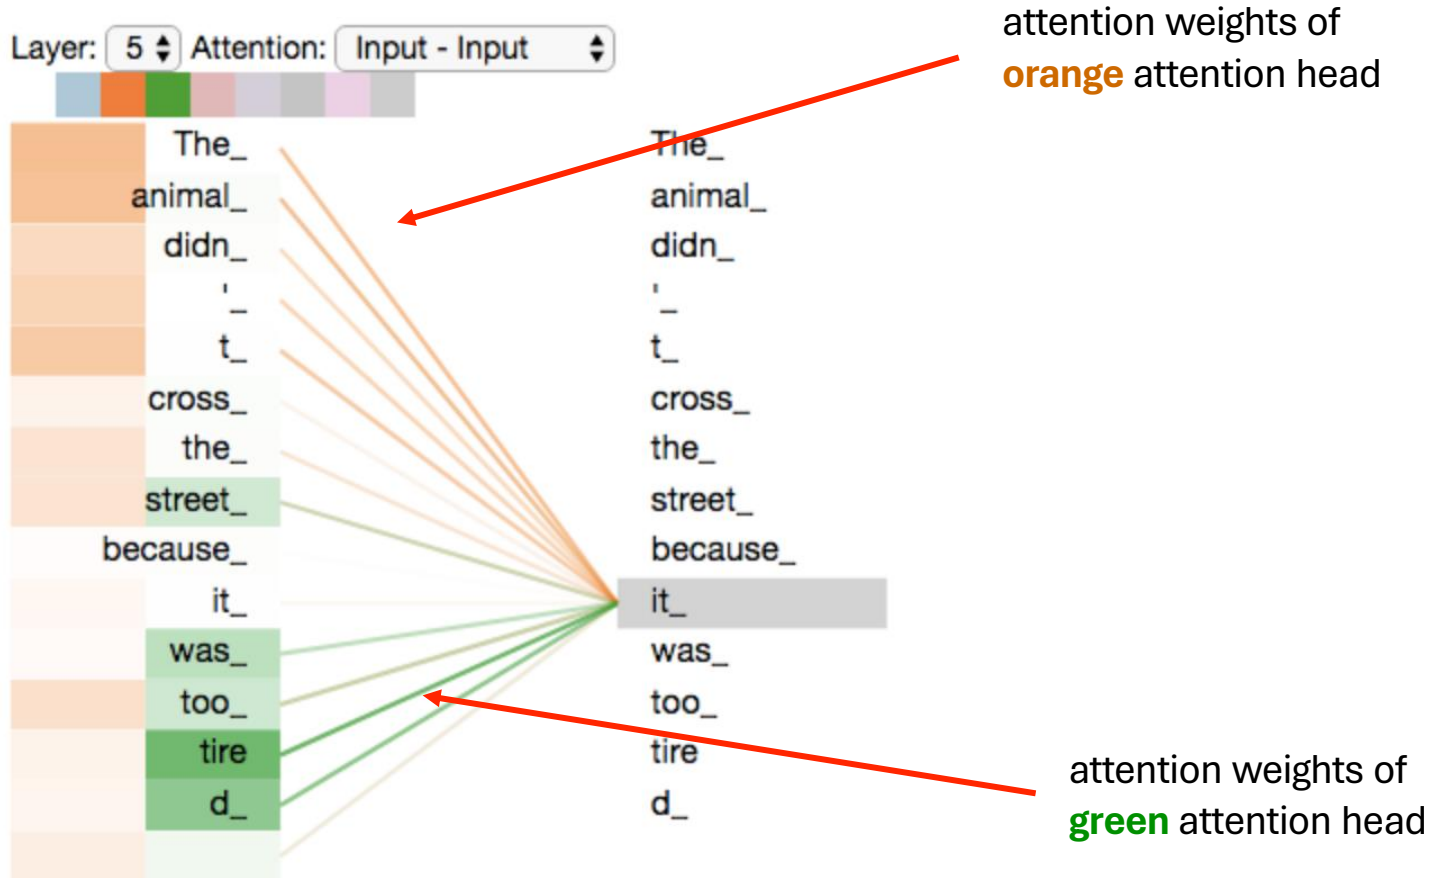 attention weights of
orange attention head
Layer: 5 Attention: Input - Input
The_ The_
animal_ animal_
didn_ didn_
'_ '_
t_ t_
cross_ cross_
the_ the_
street_ street_
because_ because_
it_ it_
was_ was_
too_ too_
tire tire
d_ d_
attention weights of
green attention head